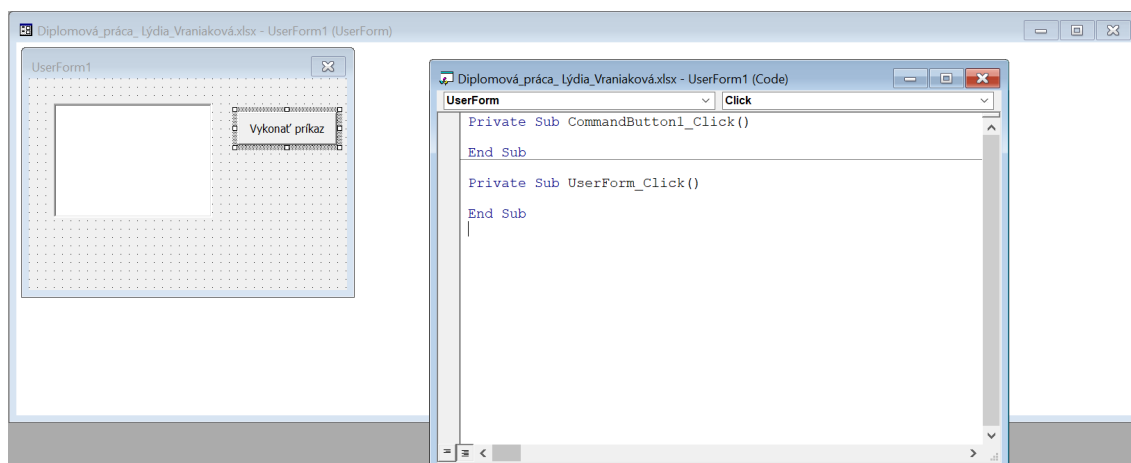 Diplomová_práca_ Lýdia_Vraniaková.xlsx - UserForm1 (UserForm)
UserForm1
Vykonať príkaz
Diplomová_práca_ Lýdia_Vraniaková.xlsx - UserForm1 (Code)
UserForm Click
Private Sub CommandButton1_Click()
End Sub
Private Sub UserForm_Click()
End Sub